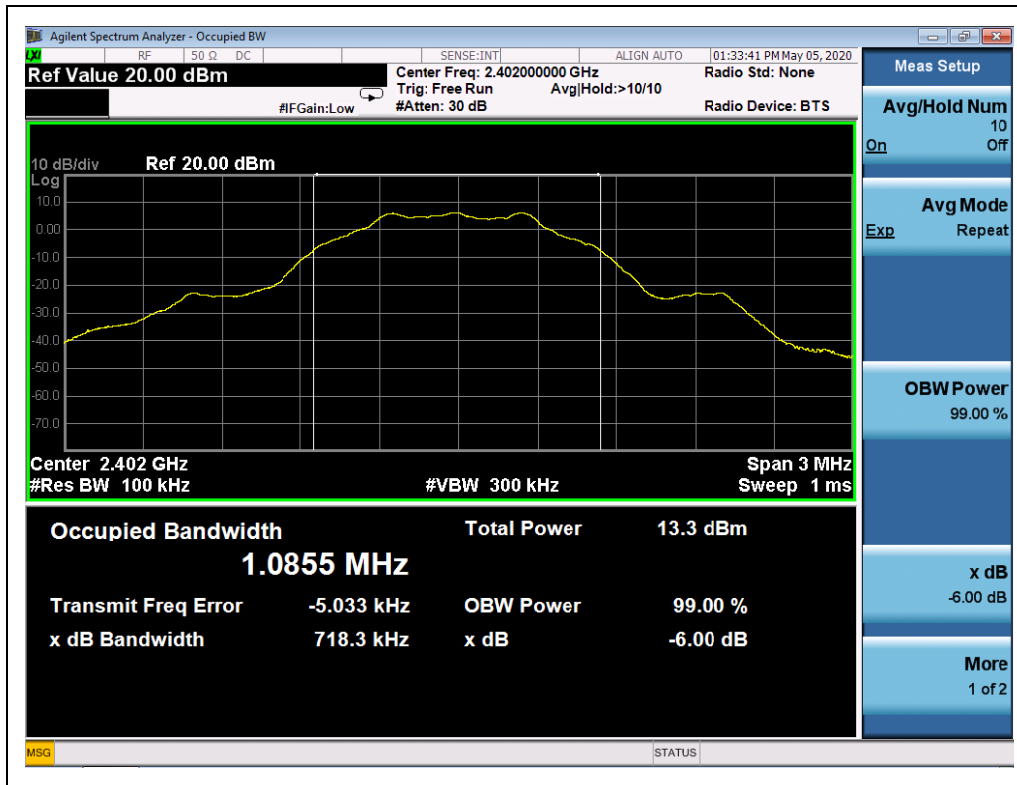 Agilent Spectrum Analyzer - Occupied BW
LXI RF 50 Ω DC SENSE:INT ALIGN AUTO 01:33:41 PM May 05, 2020
Ref Value 20.00 dBm
Center Freq: 2.402000000 GHz
Radio Std: None
Trig: Free Run Avg|Hold:>10/10
#IFGain:Low #Atten: 30 dB Radio Device: BTS
10 dB/div Ref 20.00 dBm
Log
10.0
0.00
-10.0
-20.0
-30.0
-40.0
-50.0
-60.0
-70.0
Center 2.402 GHz Span 3 MHz
#Res BW 100 kHz #VBW 300 kHz Sweep 1 ms
Occupied Bandwidth Total Power 13.3 dBm
1.0855 MHz
Transmit Freq Error -5.033 kHz OBW Power 99.00 %
x dB Bandwidth 718.3 kHz x dB -6.00 dB
Meas Setup
Avg/Hold Num
10
On Off
Avg Mode
Exp Repeat
OBW Power
99.00 %
x dB
-6.00 dB
More
1 of 2
MSG STATUS